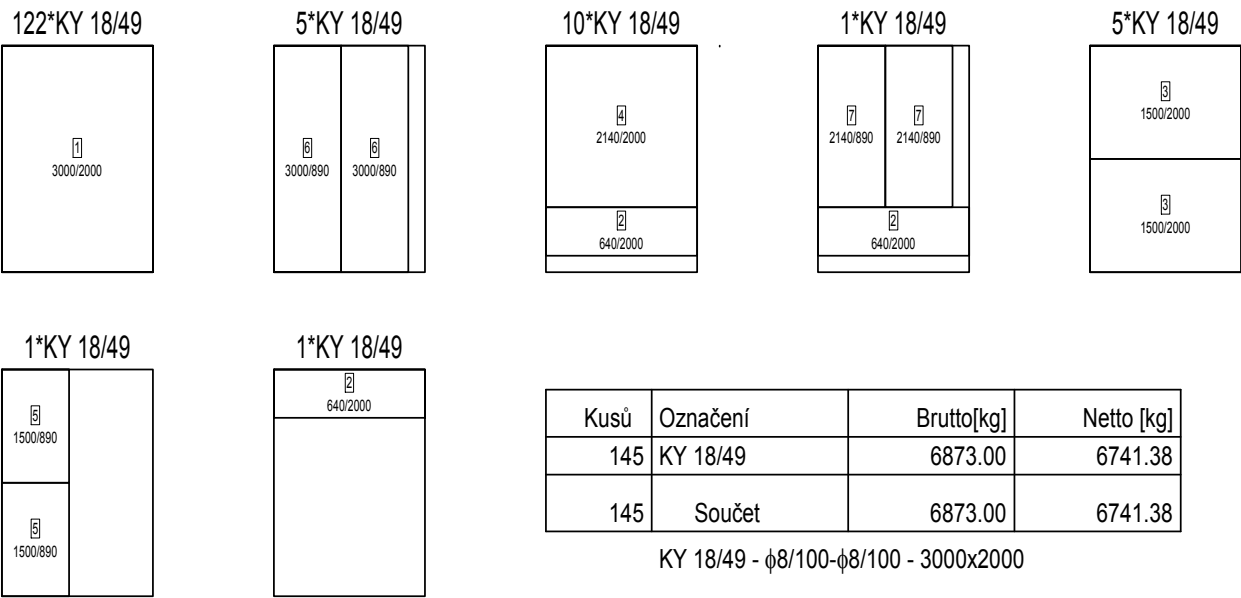 122*KY 18/49
5*KY 18/49
10*KY 18/49
1*KY 18/49
5*KY 18/49
1
3000/2000
6
3000/890
6
3000/890
4
2140/2000
2
640/2000
7
2140/890
7
2140/890
2
640/2000
3
1500/2000
3
1500/2000
1*KY 18/49
1*KY 18/49
5
1500/890
5
1500/890
2
640/2000
Kusů Označení Brutto[kg] Netto [kg]
145 KY 18/49 6873.00 6741.38
145 Součet 6873.00 6741.38
KY 18/49 - ϕ8/100-ϕ8/100 - 3000x2000